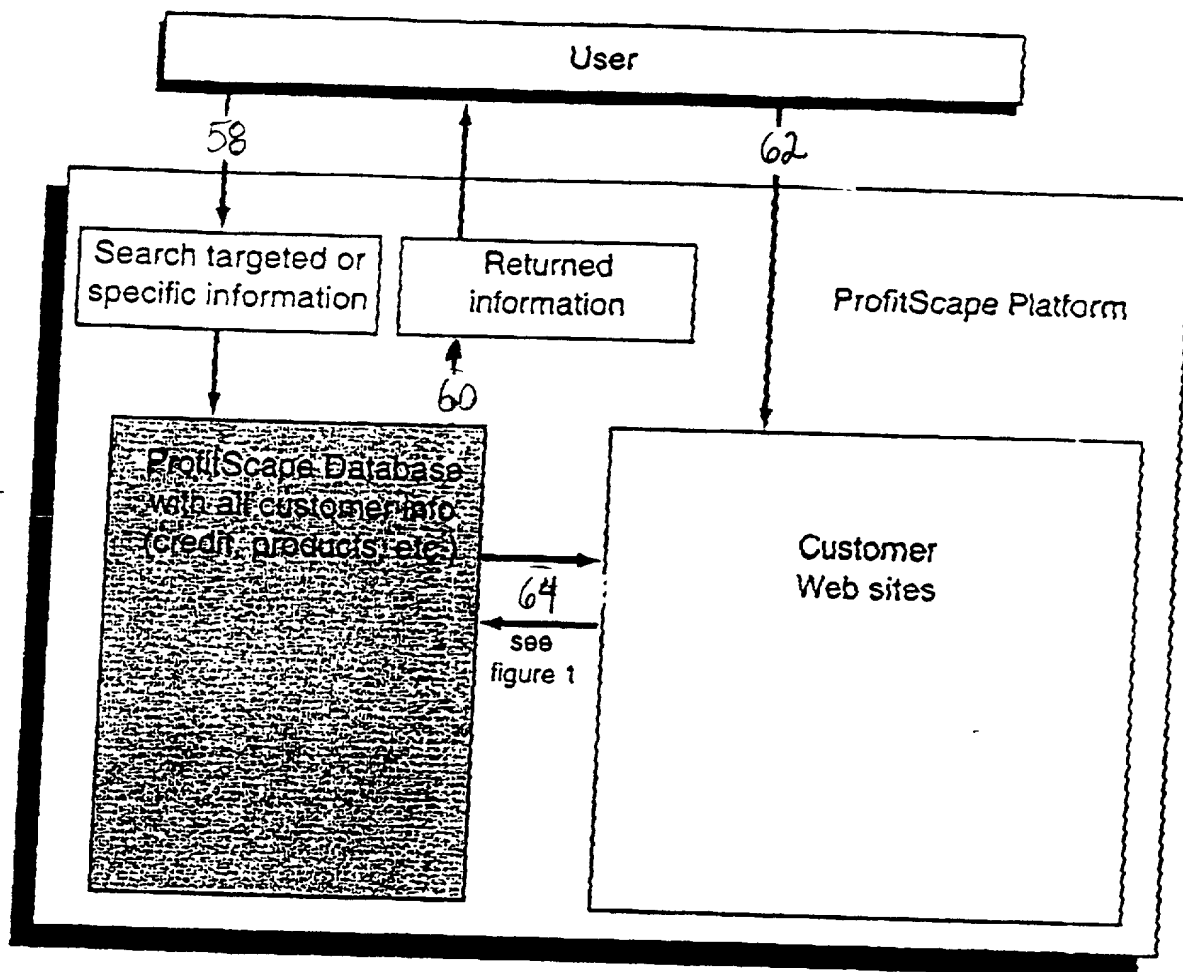 User
58
62
Search targeted or
specific information
Returned
information
ProfitScape Platform
60
ProfitScape Database
with all customer info
(credit, products, etc.)
64
see
figure 1
Customer
Web sites